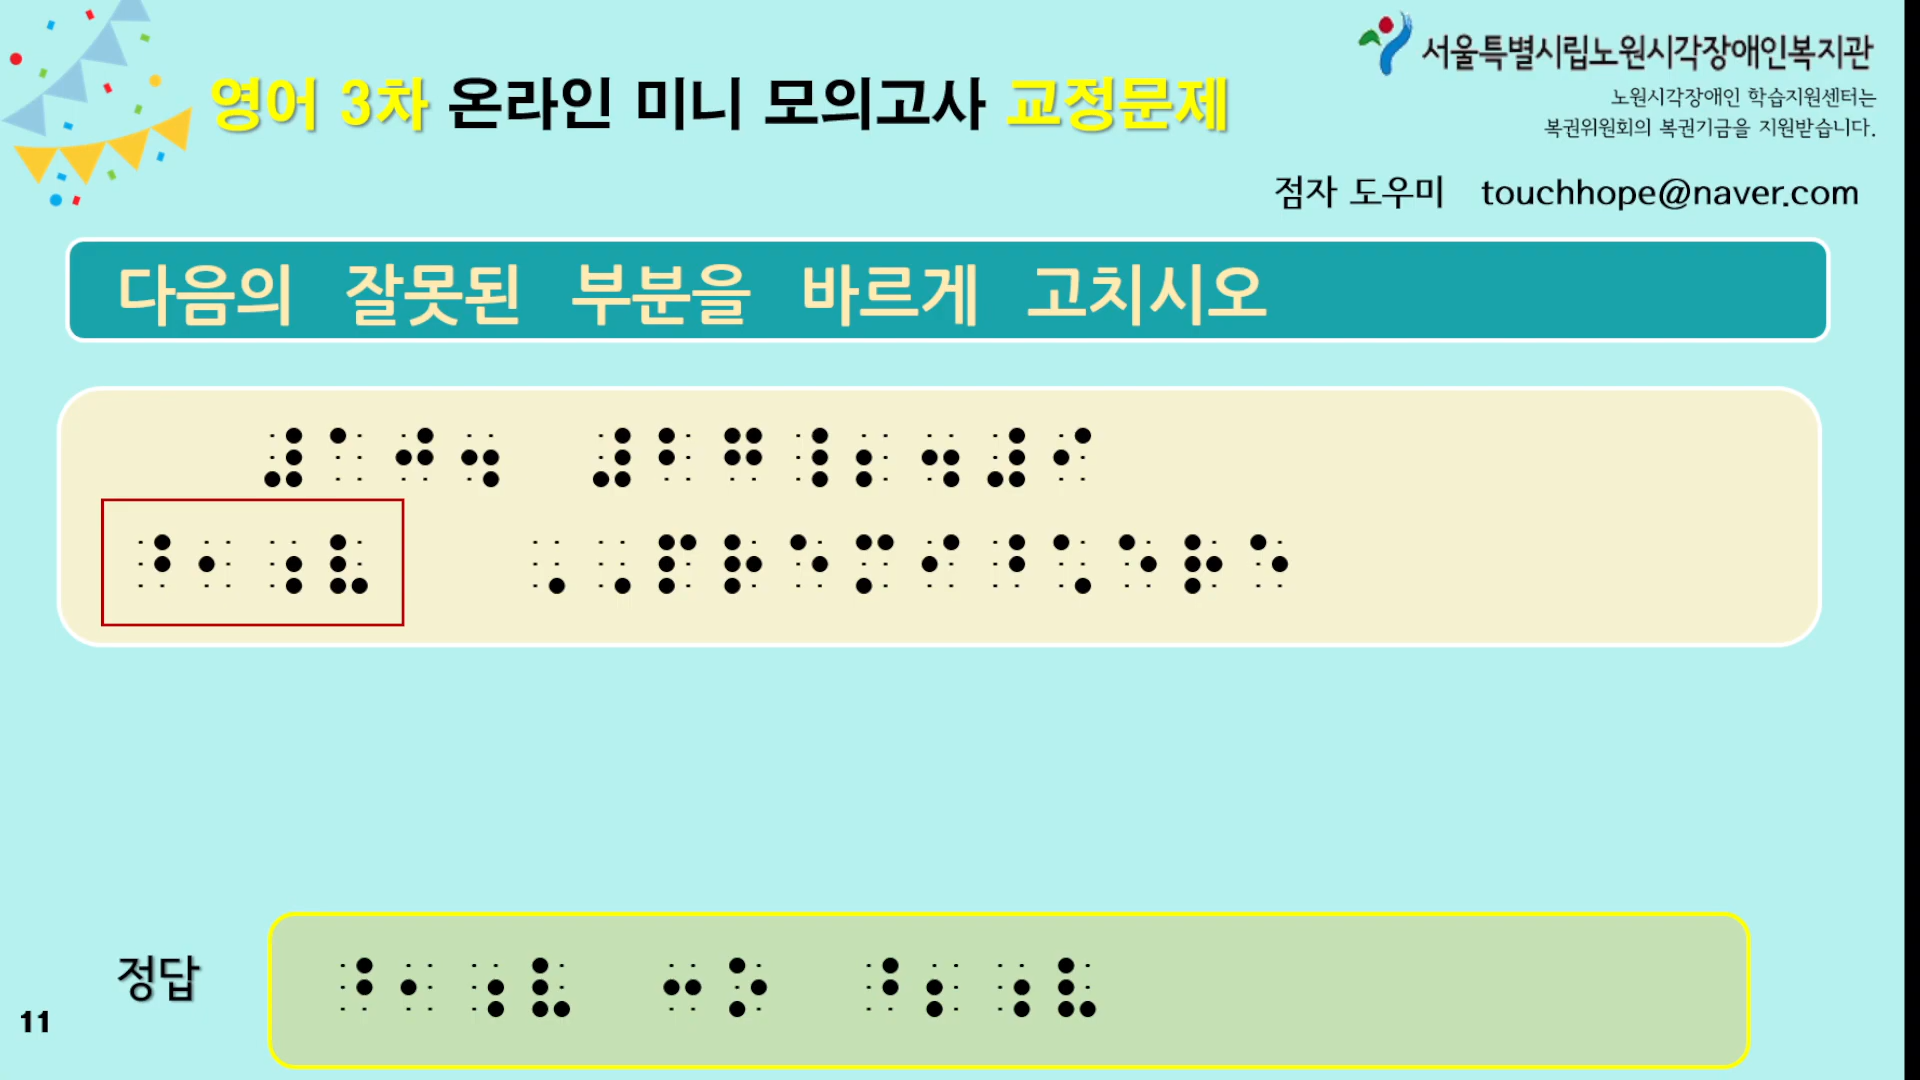 영어 3차 온라인 미니 모의고사 교정문제
서울특별시립노원시각장애인복지관
노원시각장애인 학습지원센터는
복권위원회의 복권기금을 지원받습니다.
점자 도우미 touchhope@naver.com
다음의 잘못된 부분을 바르게 고치시오
⠼⠁⠚⠲ ⠼⠃⠛⠸⠆⠲⠼⠊
⠘⠂⠰⠧  ⠠⠠⠏⠗⠑⠍⠊⠘⠡⠑⠗⠑
정답 ⠘⠂⠰⠧ ⠒⠕ ⠘⠆⠰⠧
11